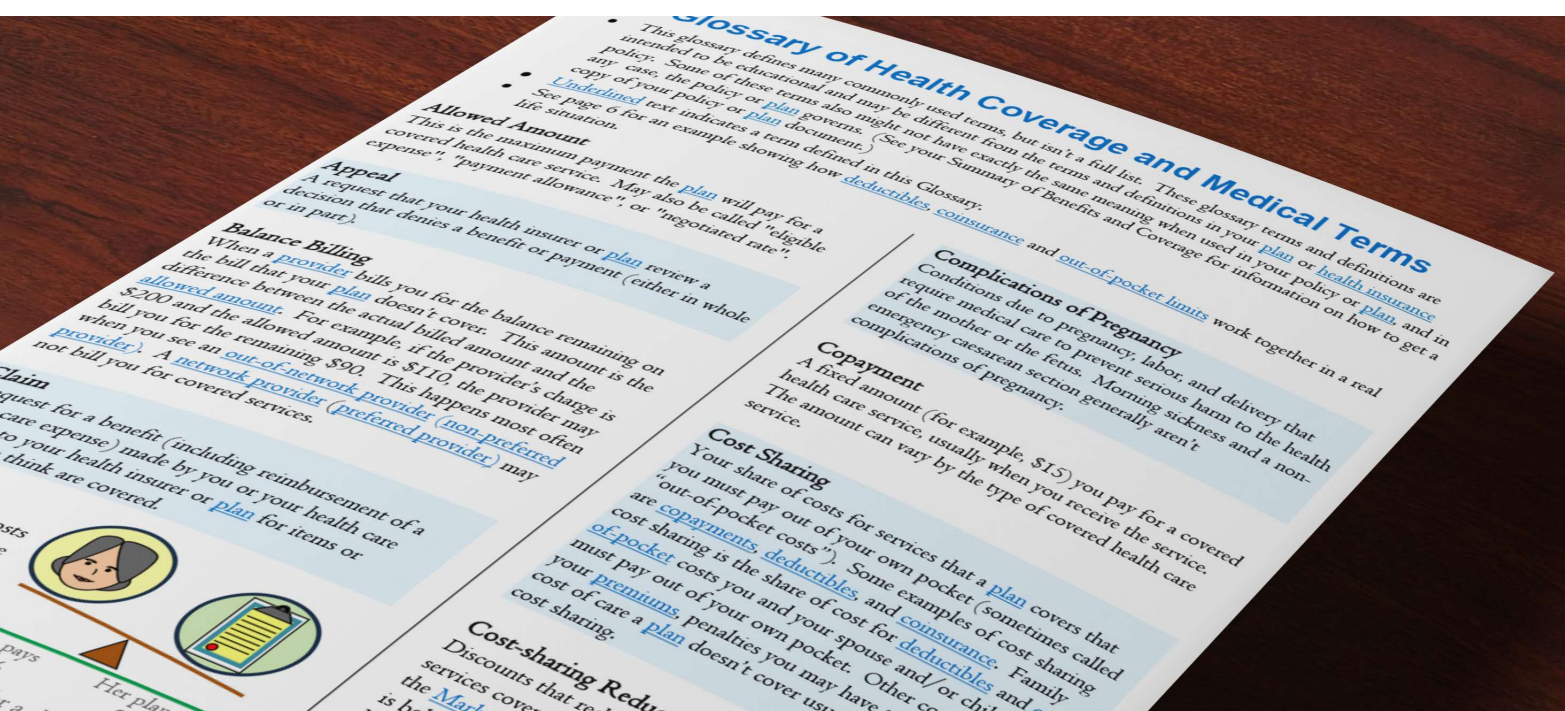 Glossary of Health Coverage and Medical Terms
• This glossary defines many commonly used terms, but isn't a full list. These glossary terms and definitions are
intended to be educational and may be different from the terms and definitions in your plan or health insurance
policy. Some of these terms also might not have exactly the same meaning when used in your policy or plan, and in
any case, the policy or plan governs. (See your Summary of Benefits and Coverage for information on how to get a
copy of your policy or plan document.)
• Underlined text indicates a term defined in this Glossary.
• See page 6 for an example showing how deductibles, coinsurance and out-of-pocket limits work together in a real
life situation.
Allowed Amount
This is the maximum payment the plan will pay for a
covered health care service. May also be called "eligible
expense", "payment allowance", or "negotiated rate".
Appeal
A request that your health insurer or plan review a
decision that denies a benefit or payment (either in whole
or in part).
Balance Billing
When a provider bills you for the balance remaining on
the bill that your plan doesn't cover. This amount is the
difference between the actual billed amount and the
allowed amount. For example, if the provider's charge is
$200 and the allowed amount is $110, the provider may
bill you for the remaining $90. This happens most often
when you see an out-of-network provider (non-preferred
provider). A network provider (preferred provider) may
not bill you for covered services.
Claim
request for a benefit (including reimbursement of a
care expense) made by you or your health care
to your health insurer or plan for items or
think are covered.
costs
pays
Her plan
Complications of Pregnancy
Conditions due to pregnancy, labor, and delivery that
require medical care to prevent serious harm to the health
of the mother or the fetus. Morning sickness and a non-
emergency caesarean section generally aren't
complications of pregnancy.
Copayment
A fixed amount (for example, $15) you pay for a covered
health care service, usually when you receive the service.
The amount can vary by the type of covered health care
service.
Cost Sharing
Your share of costs for services that a plan covers that
you must pay out of your own pocket (sometimes called
“out-of-pocket costs”). Some examples of cost sharing
are copayments, deductibles, and coinsurance. Family
cost sharing is the share of cost for deductibles and
of-pocket costs you and your spouse and/or
must pay out of your own pocket. Other
your premiums, penalties you may have
cost of care a plan doesn't cover
cost sharing.
Cost-sharing
Discounts that
services
the